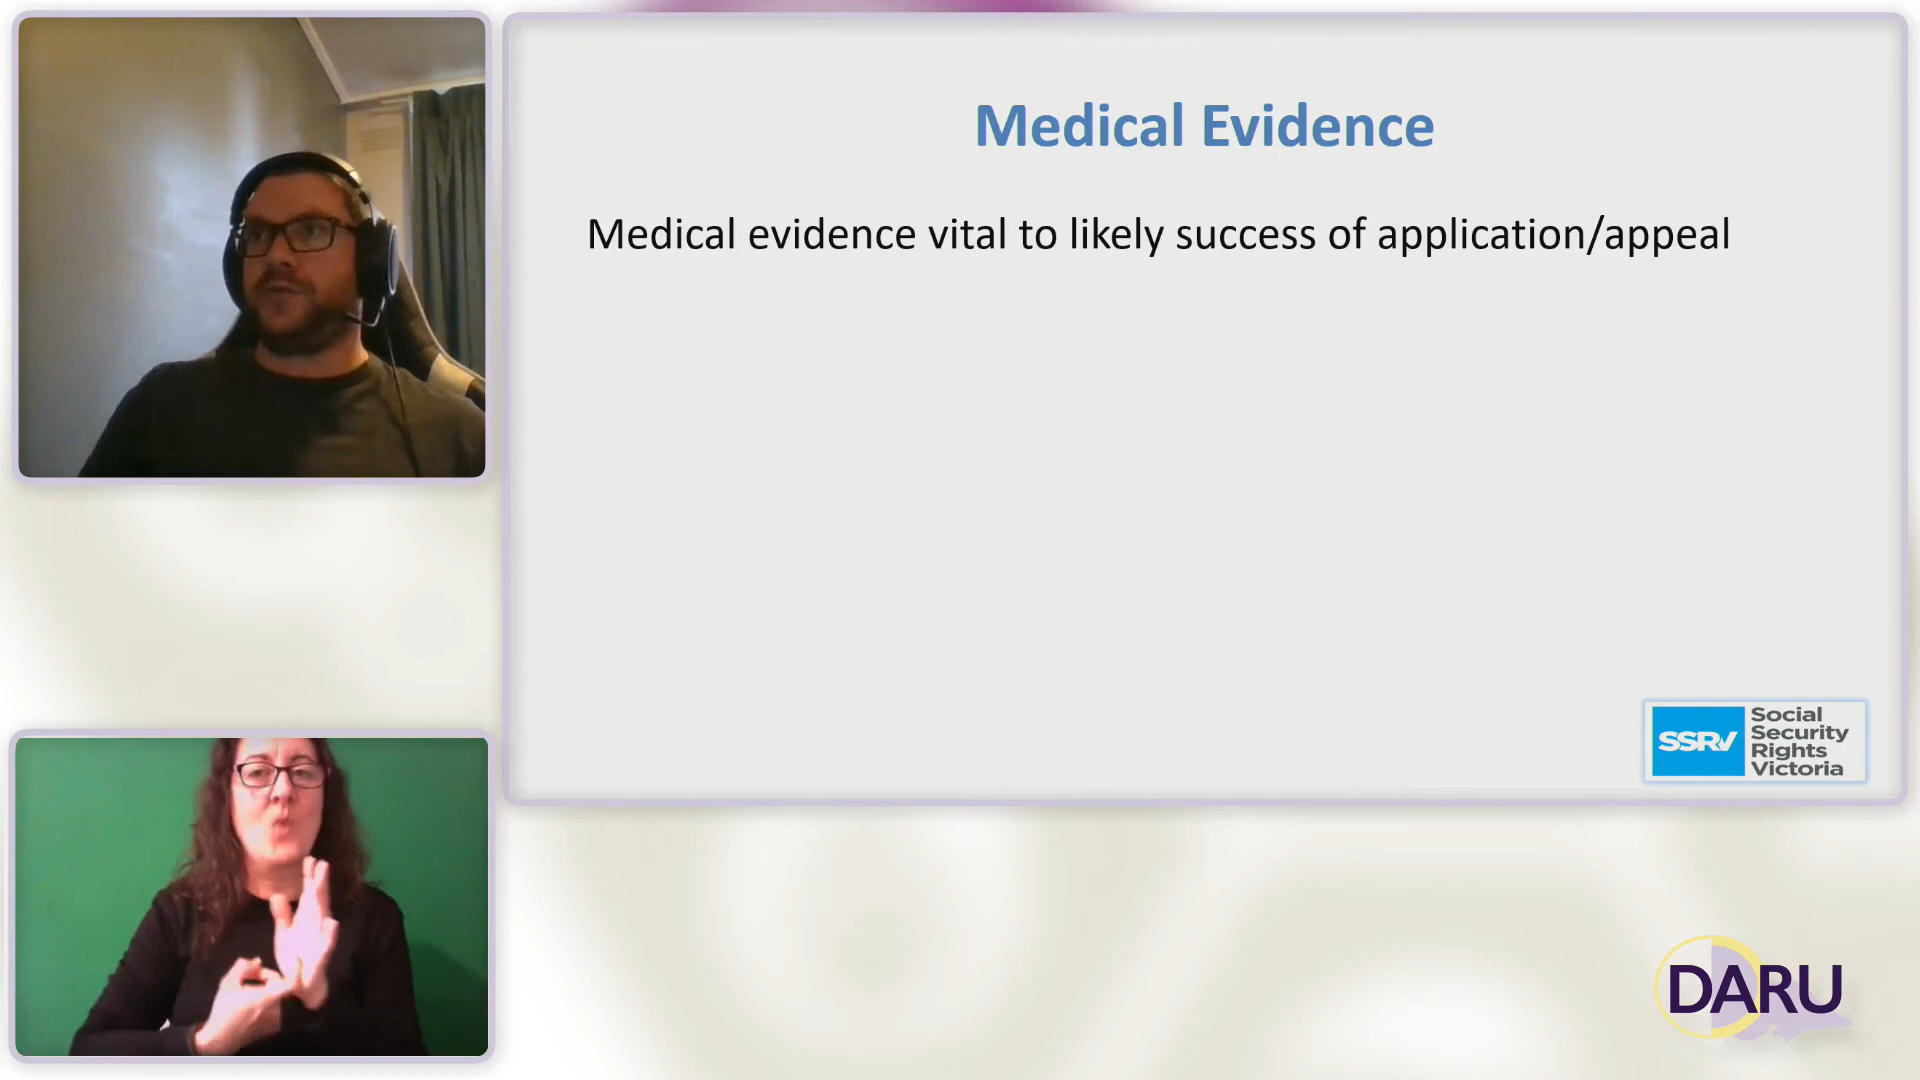 Medical Evidence
Medical evidence vital to likely success of application/appeal
SSRV
Social
Security
Rights
Victoria
DARU